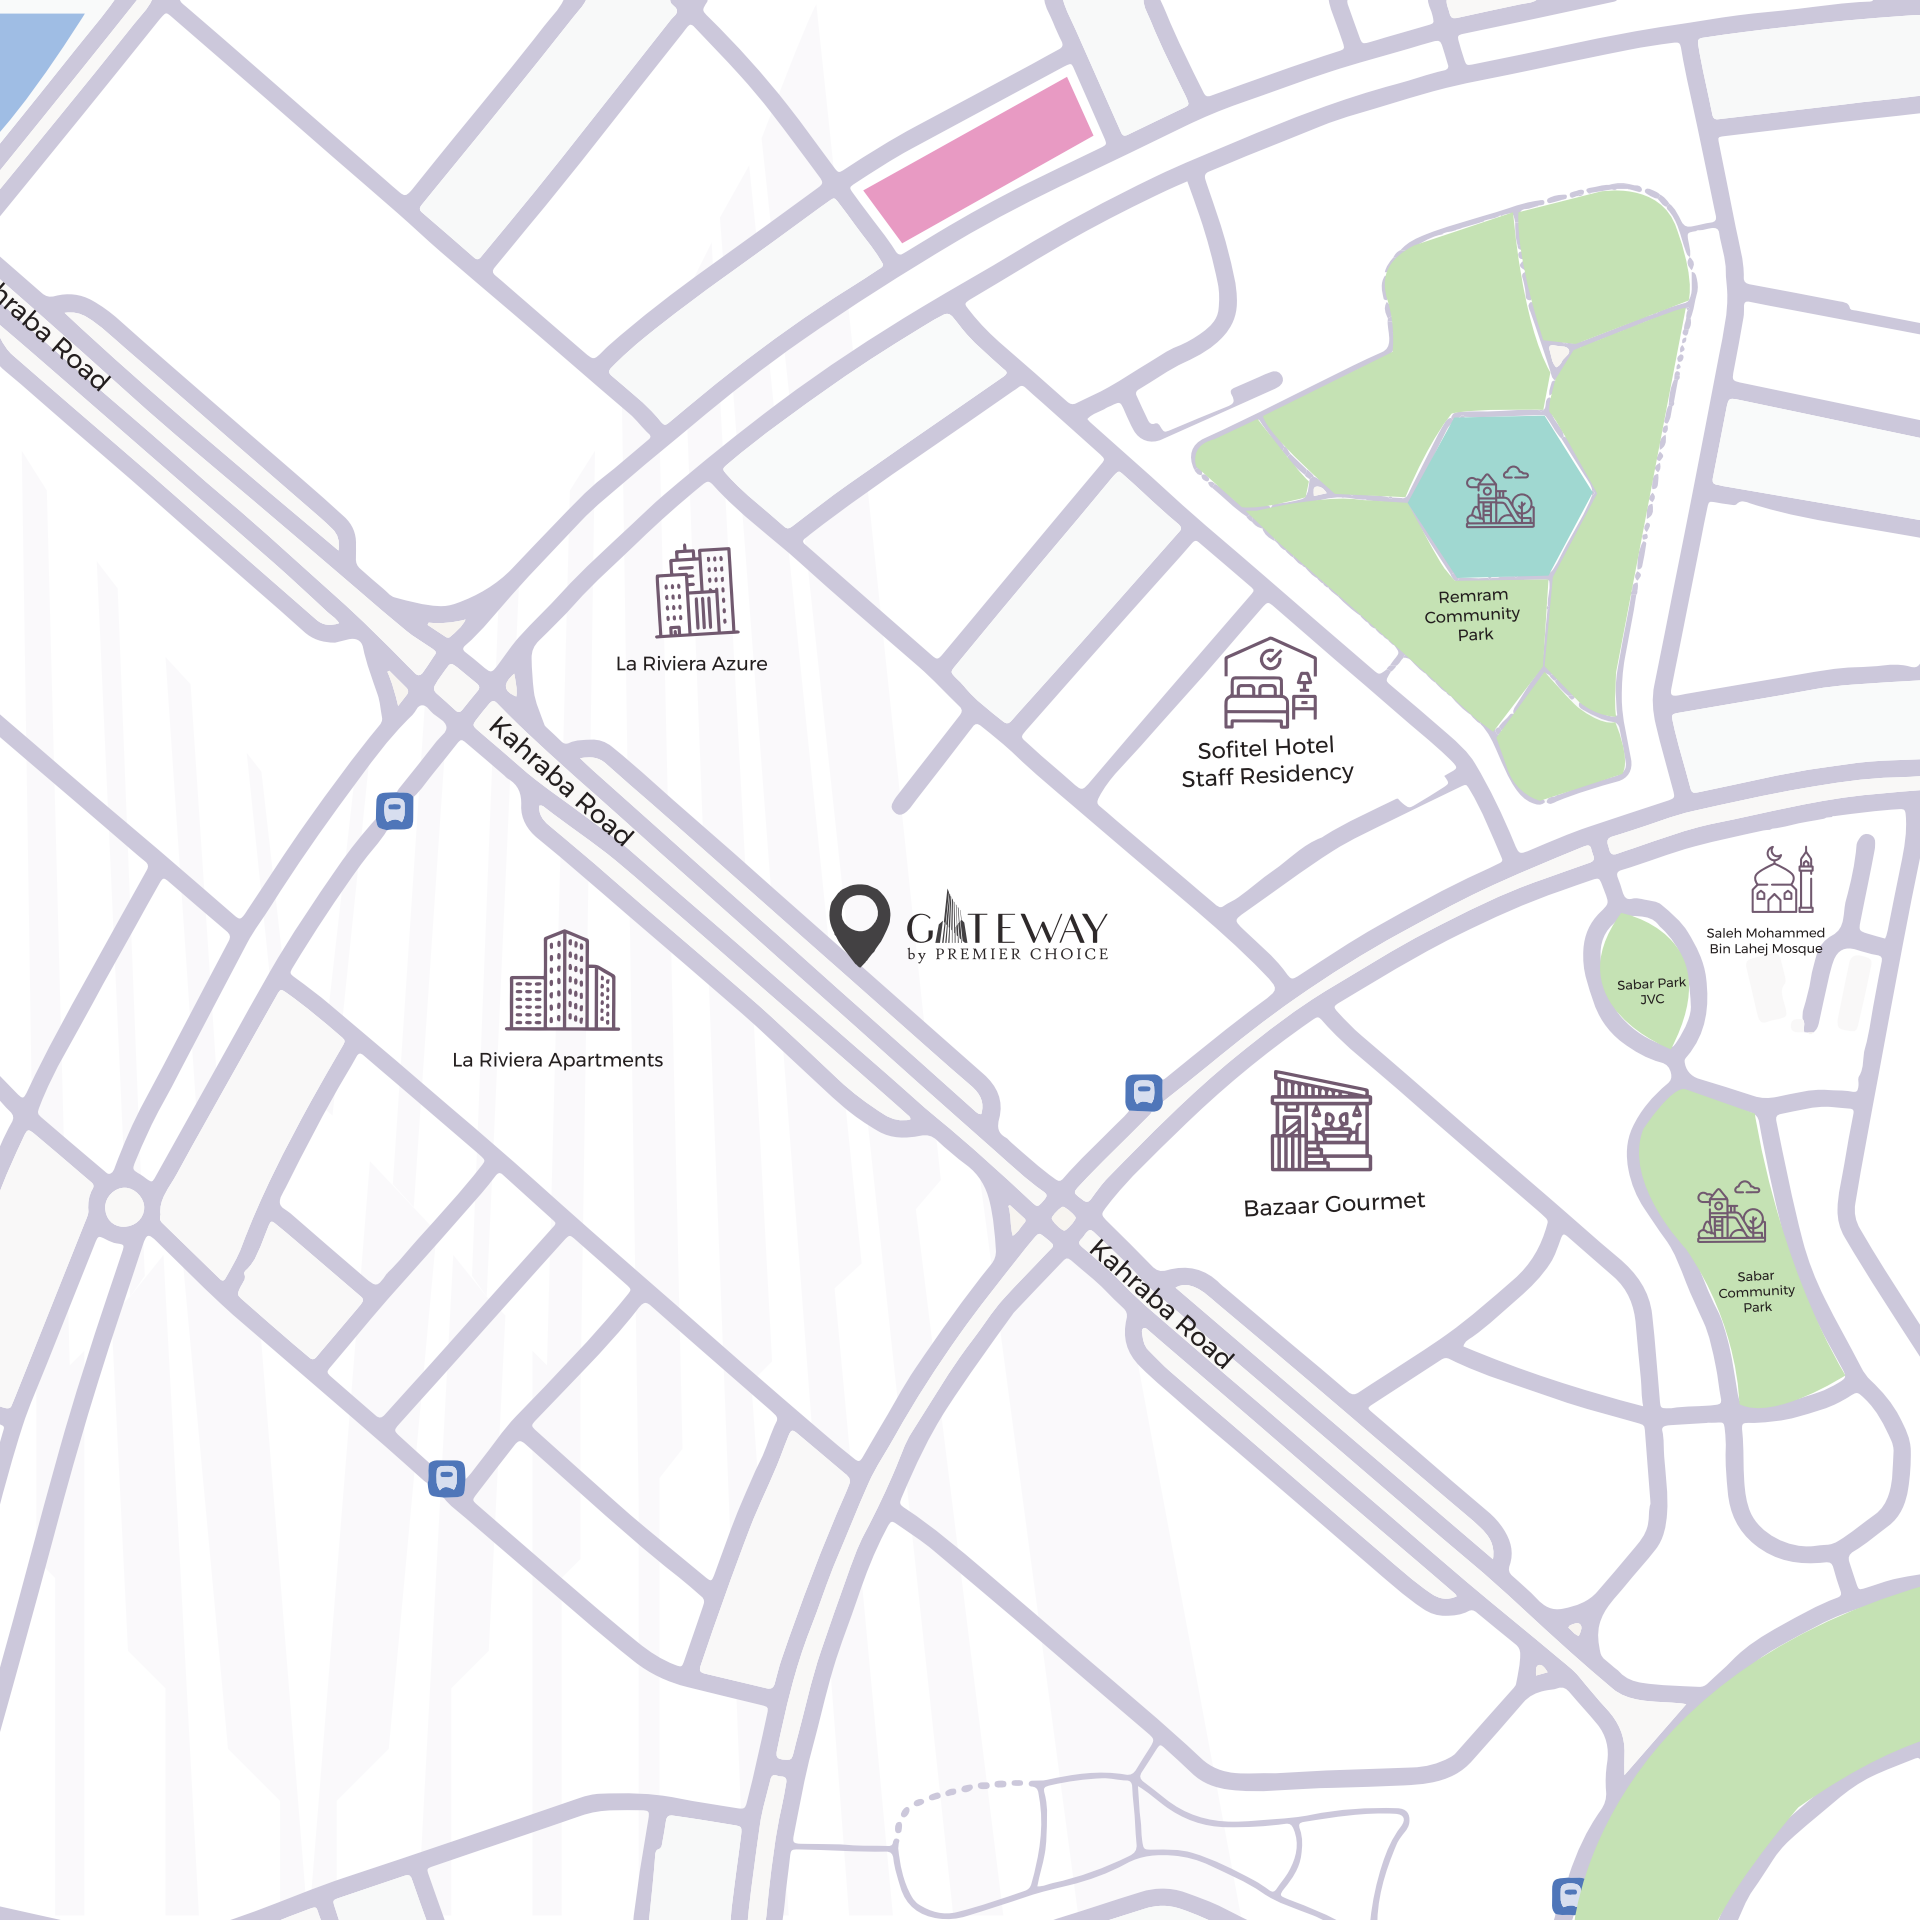 hraba Road
Remram
Community
Park
La Riviera Azure
Sofitel Hotel
Staff Residency
Kahraba Road
GATEWAY
by PREMIER CHOICE
Saleh Mohammed
Bin Lahej Mosque
Sabar Park
JVC
La Riviera Apartments
Bazaar Gourmet
Kahraba Road
Sabar
Community
Park